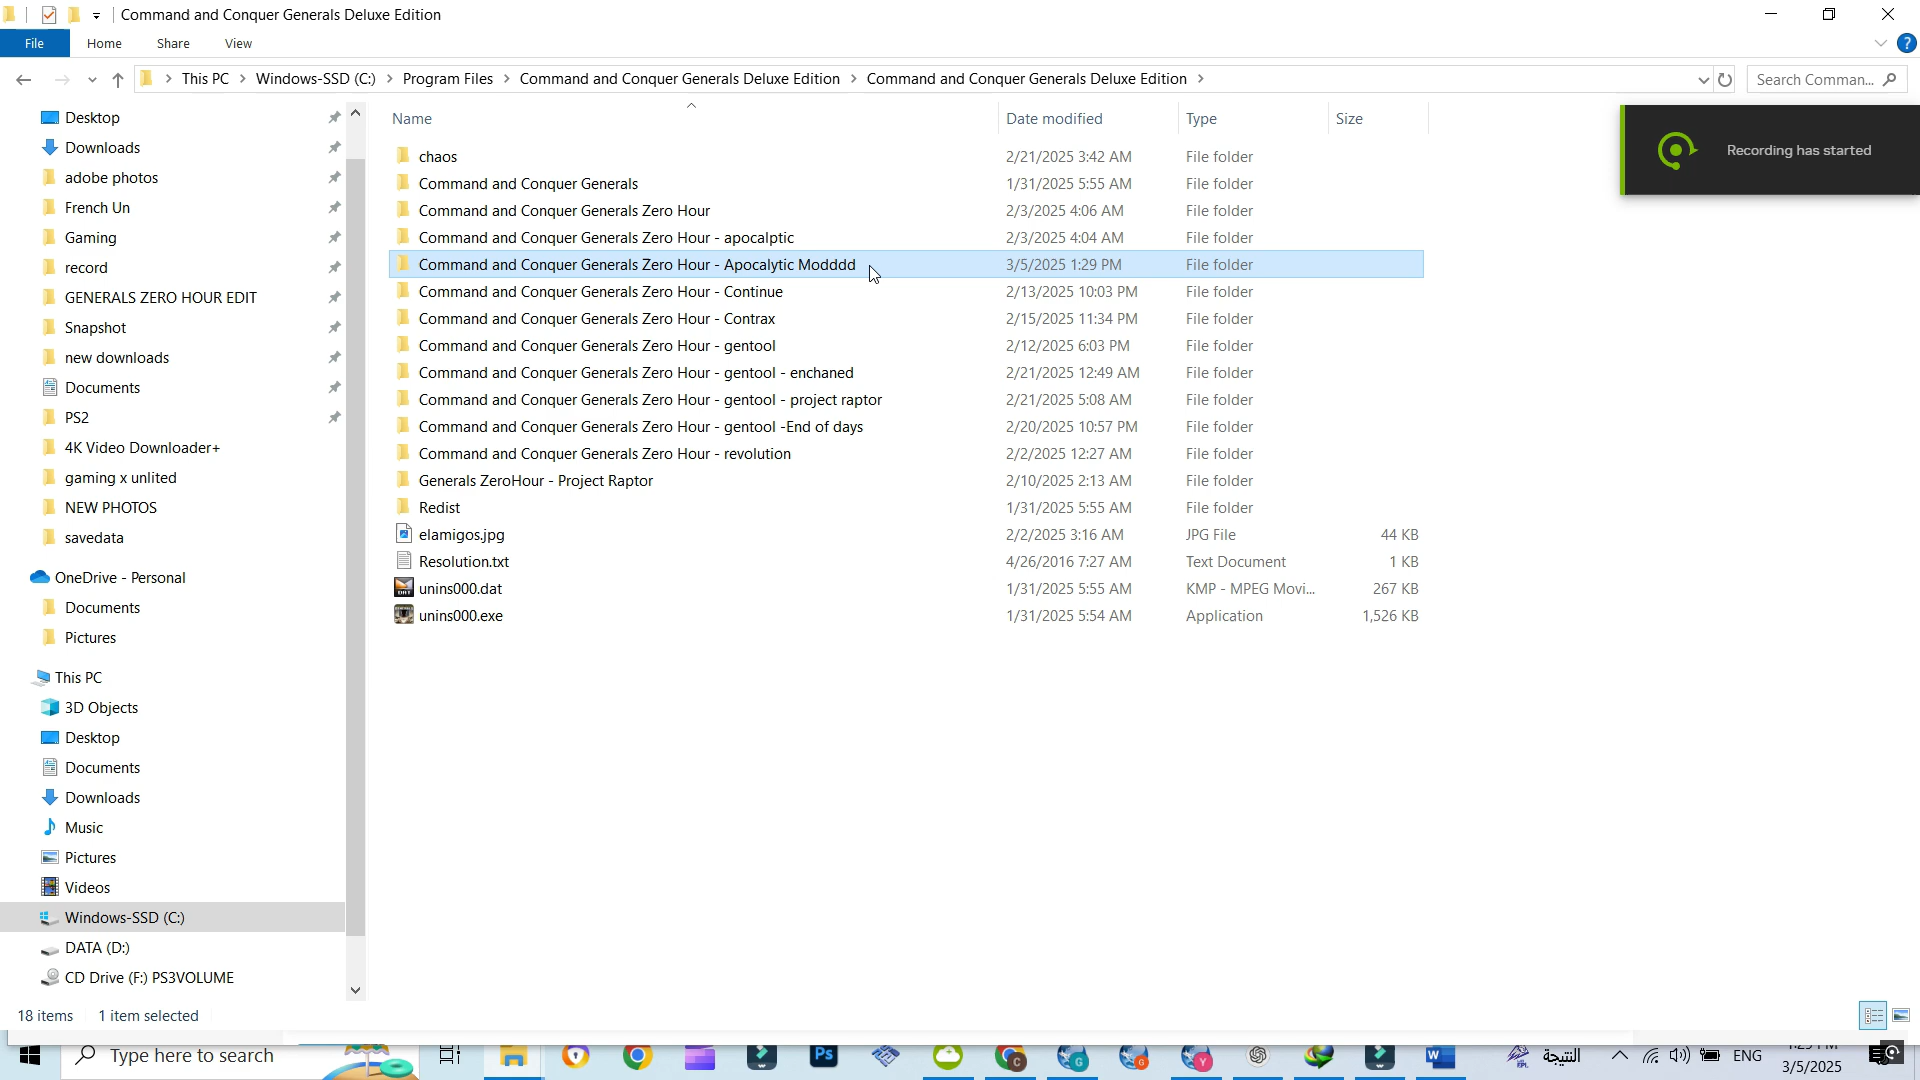 Command and Conquer Generals Deluxe Edition
File Home Share View
This PC Windows-SSD (C:) Program Files Command and Conquer Generals Deluxe Edition Command and Conquer Generals Deluxe Edition Search Comman...
Name Date modified Type Size
Recording has started
Desktop
Downloads
adobe photos
French Un
Gaming
record
GENERALS ZERO HOUR EDIT
Snapshot
new downloads
Documents
PS2
4K Video Downloader+
gaming x unlited
NEW PHOTOS
savedata
OneDrive - Personal
Documents
Pictures
This PC
3D Objects
Desktop
Documents
Downloads
Music
Pictures
Videos
Windows-SSD (C:)
DATA (D:)
CD Drive (F:) PS3VOLUME
chaos 2/21/2025 3:42 AM File folder
Command and Conquer Generals 1/31/2025 5:55 AM File folder
Command and Conquer Generals Zero Hour 2/3/2025 4:06 AM File folder
Command and Conquer Generals Zero Hour - apocalptic 2/3/2025 4:04 AM File folder
Command and Conquer Generals Zero Hour - Apocalytic Modddd 3/5/2025 1:29 PM File folder
Command and Conquer Generals Zero Hour - Continue 2/13/2025 10:03 PM File folder
Command and Conquer Generals Zero Hour - Contrax 2/15/2025 11:34 PM File folder
Command and Conquer Generals Zero Hour - gentool 2/12/2025 6:03 PM File folder
Command and Conquer Generals Zero Hour - gentool - enchaned 2/21/2025 12:49 AM File folder
Command and Conquer Generals Zero Hour - gentool - project raptor 2/21/2025 5:08 AM File folder
Command and Conquer Generals Zero Hour - gentool -End of days 2/20/2025 10:57 PM File folder
Command and Conquer Generals Zero Hour - revolution 2/2/2025 12:27 AM File folder
Generals ZeroHour - Project Raptor 2/10/2025 2:13 AM File folder
Redist 1/31/2025 5:55 AM File folder
elamigos.jpg 2/2/2025 3:16 AM JPG File 44 KB
Resolution.txt 4/26/2016 7:27 AM Text Document 1 KB
unins000.dat 1/31/2025 5:55 AM KMP - MPEG Movi... 267 KB
unins000.exe 1/31/2025 5:54 AM Application 1,526 KB
18 items 1 item selected
Type here to search
Ps
النتيجة
ENG
3/5/2025